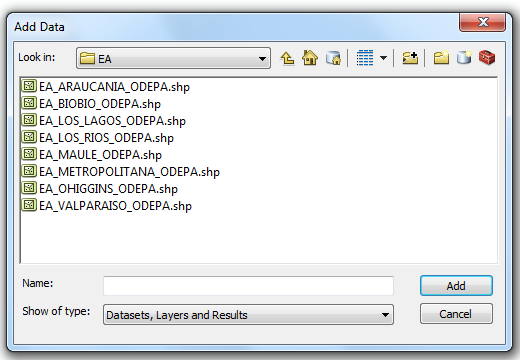 Add Data
Look in: EA
EA_ARAUCANIA_ODEPA.shp
EA_BIOBIO_ODEPA.shp
EA_LOS_LAGOS_ODEPA.shp
EA_LOS_RIOS_ODEPA.shp
EA_MAULE_ODEPA.shp
EA_METROPOLITANA_ODEPA.shp
EA_OHIGGINS_ODEPA.shp
EA_VALPARAISO_ODEPA.shp
Name: Add
Show of type: Datasets, Layers and Results Cancel